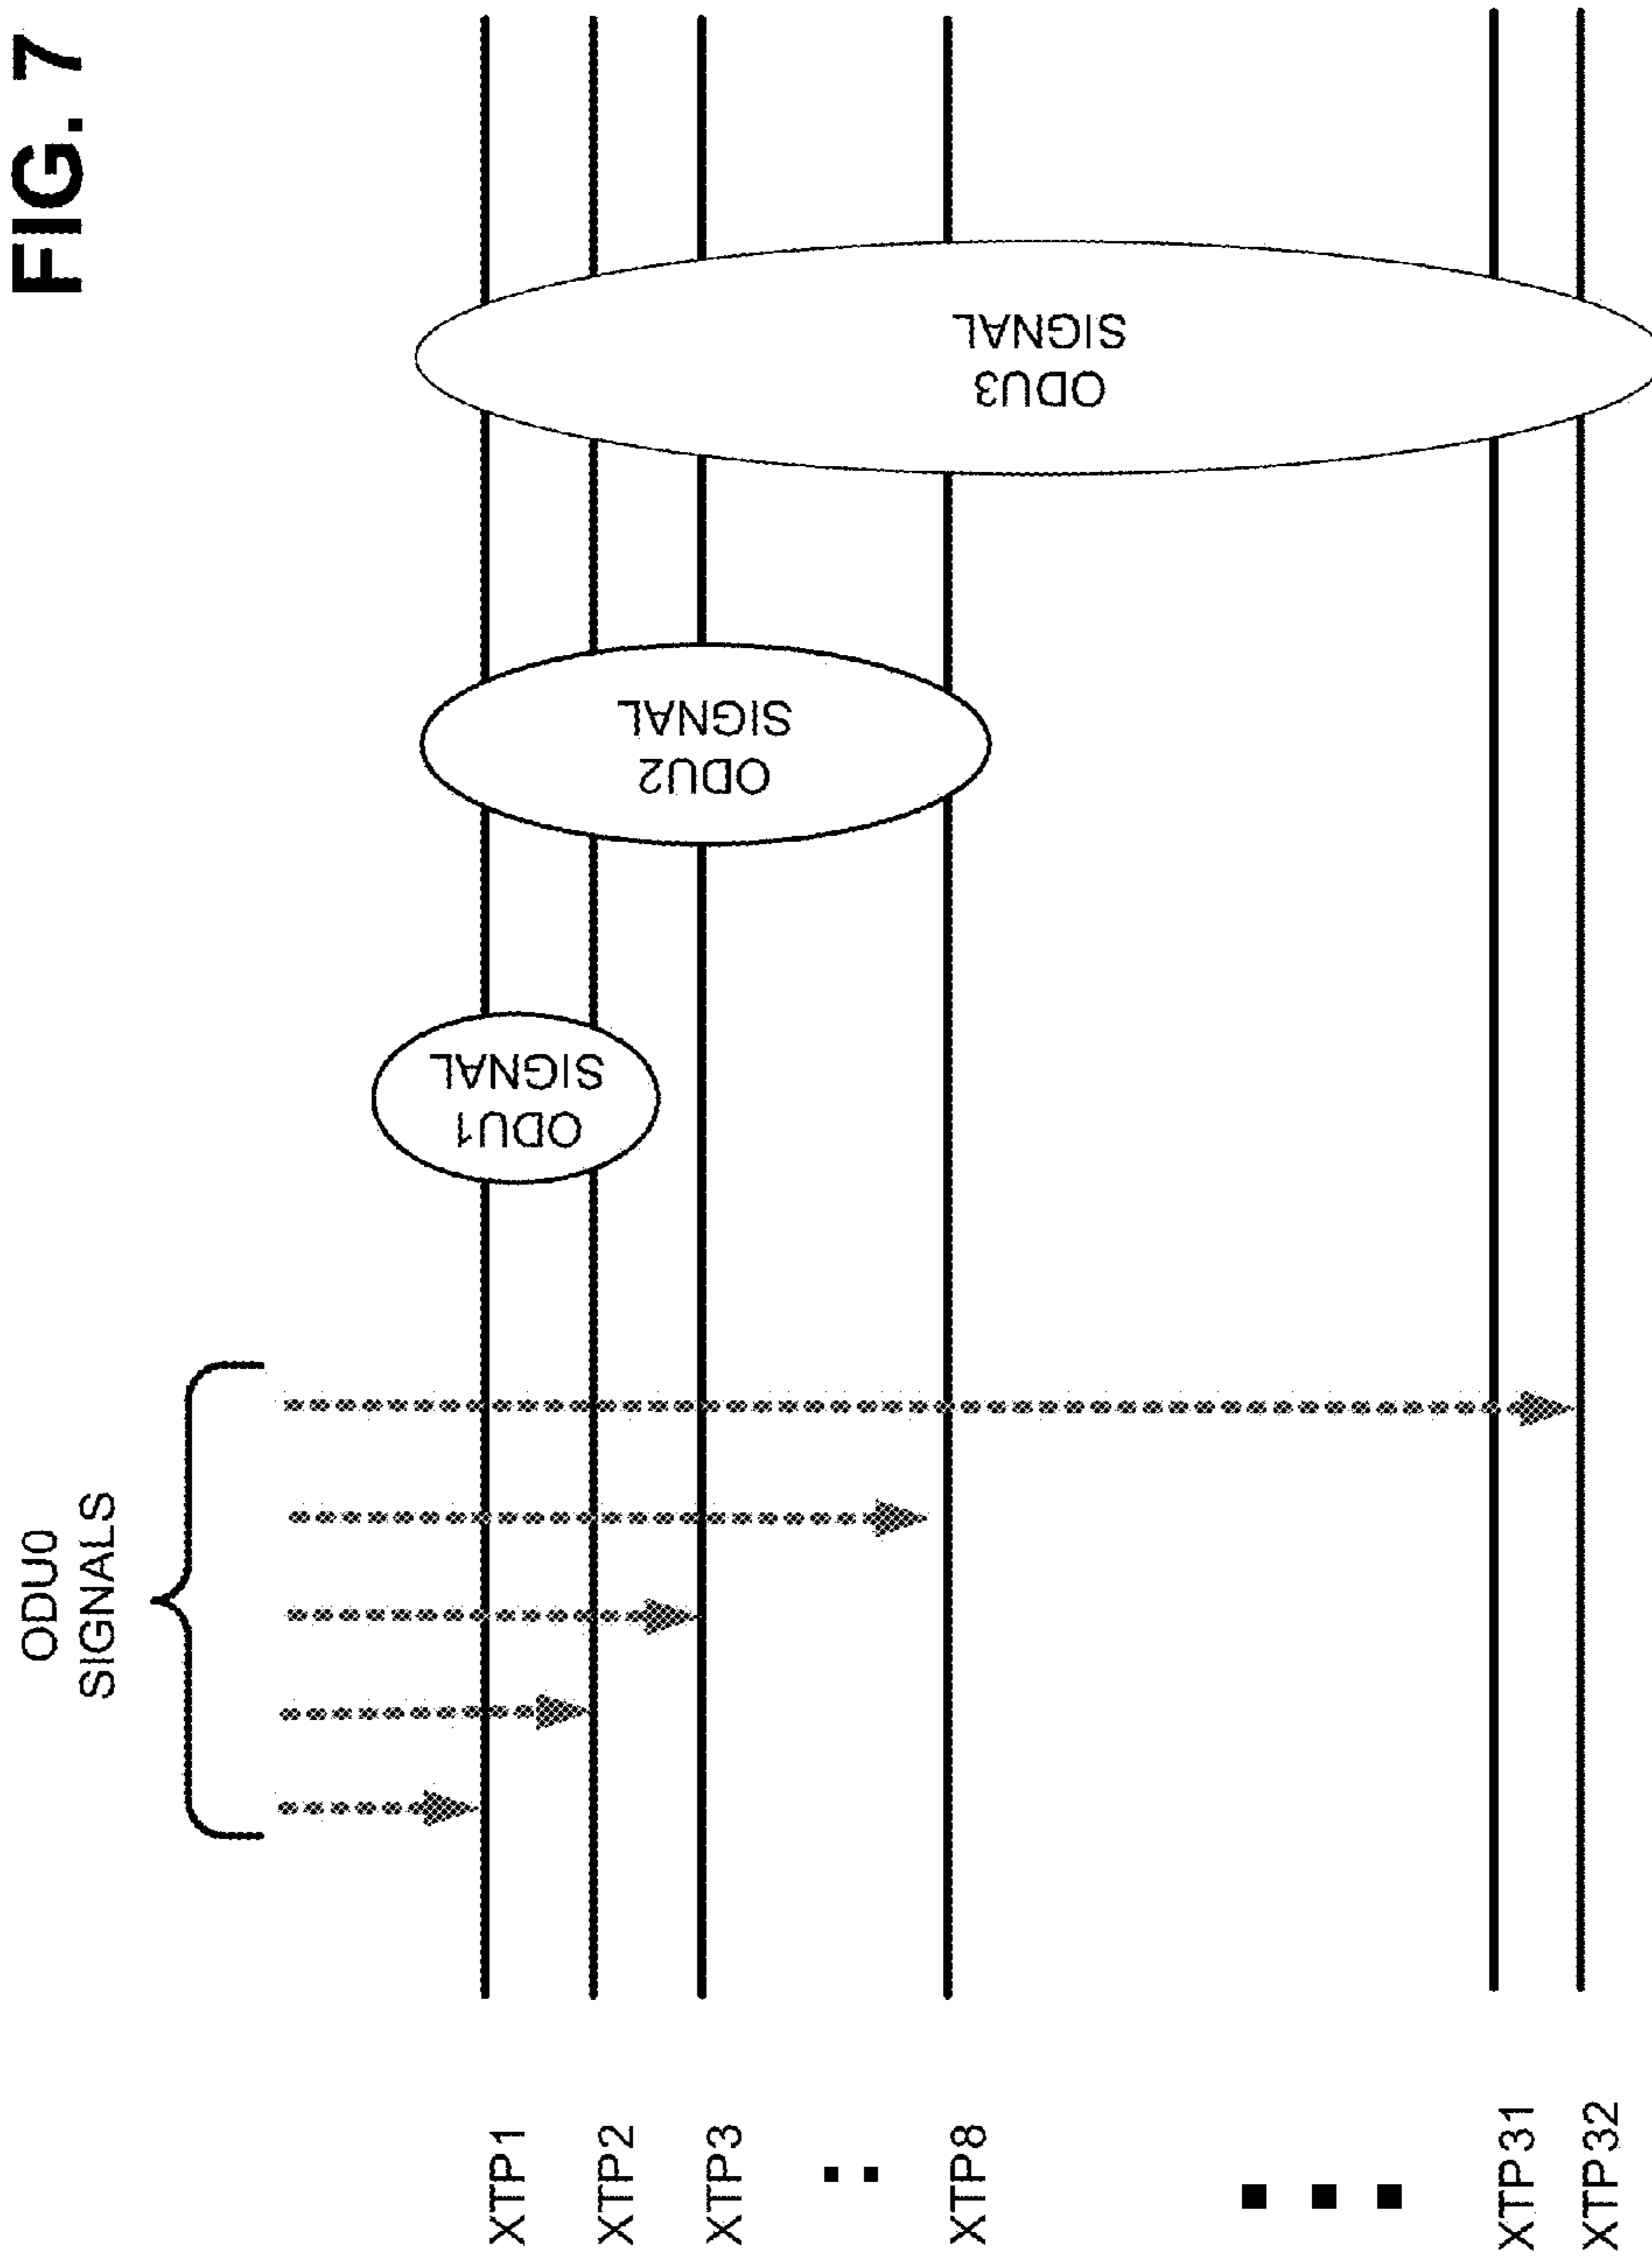 FIG. 7
ODU0
SIGNALS
ODU1
SIGNAL
ODU2
SIGNAL
ODU3
SIGNAL
XTP1
XTP2
XTP3
XTP8
XTP31
XTP32